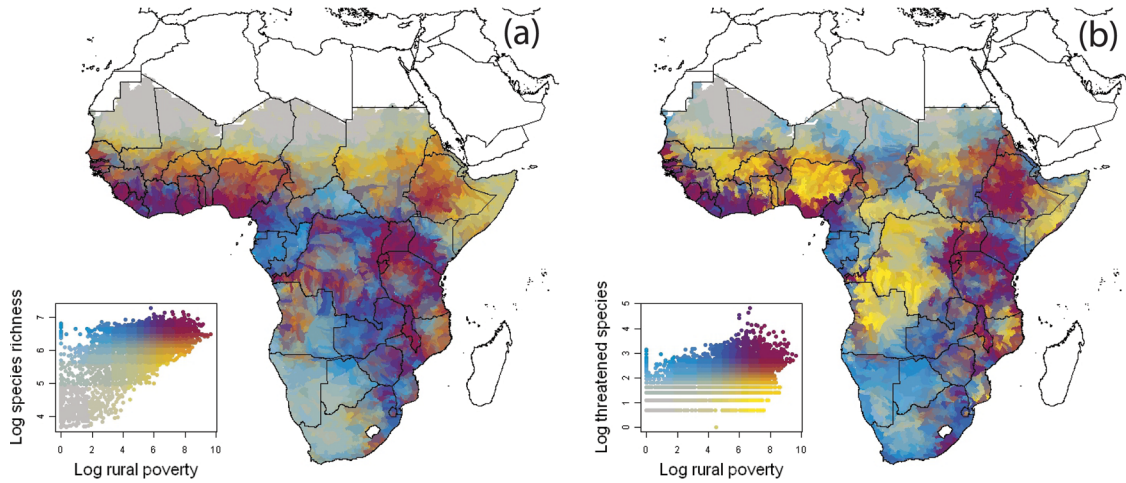 (a)
Log species richness
7
6
5
4
0 2 4 6 8 10
Log rural poverty
(b)
Log threatened species
5
4
3
2
1
0
0 2 4 6 8 10
Log rural poverty